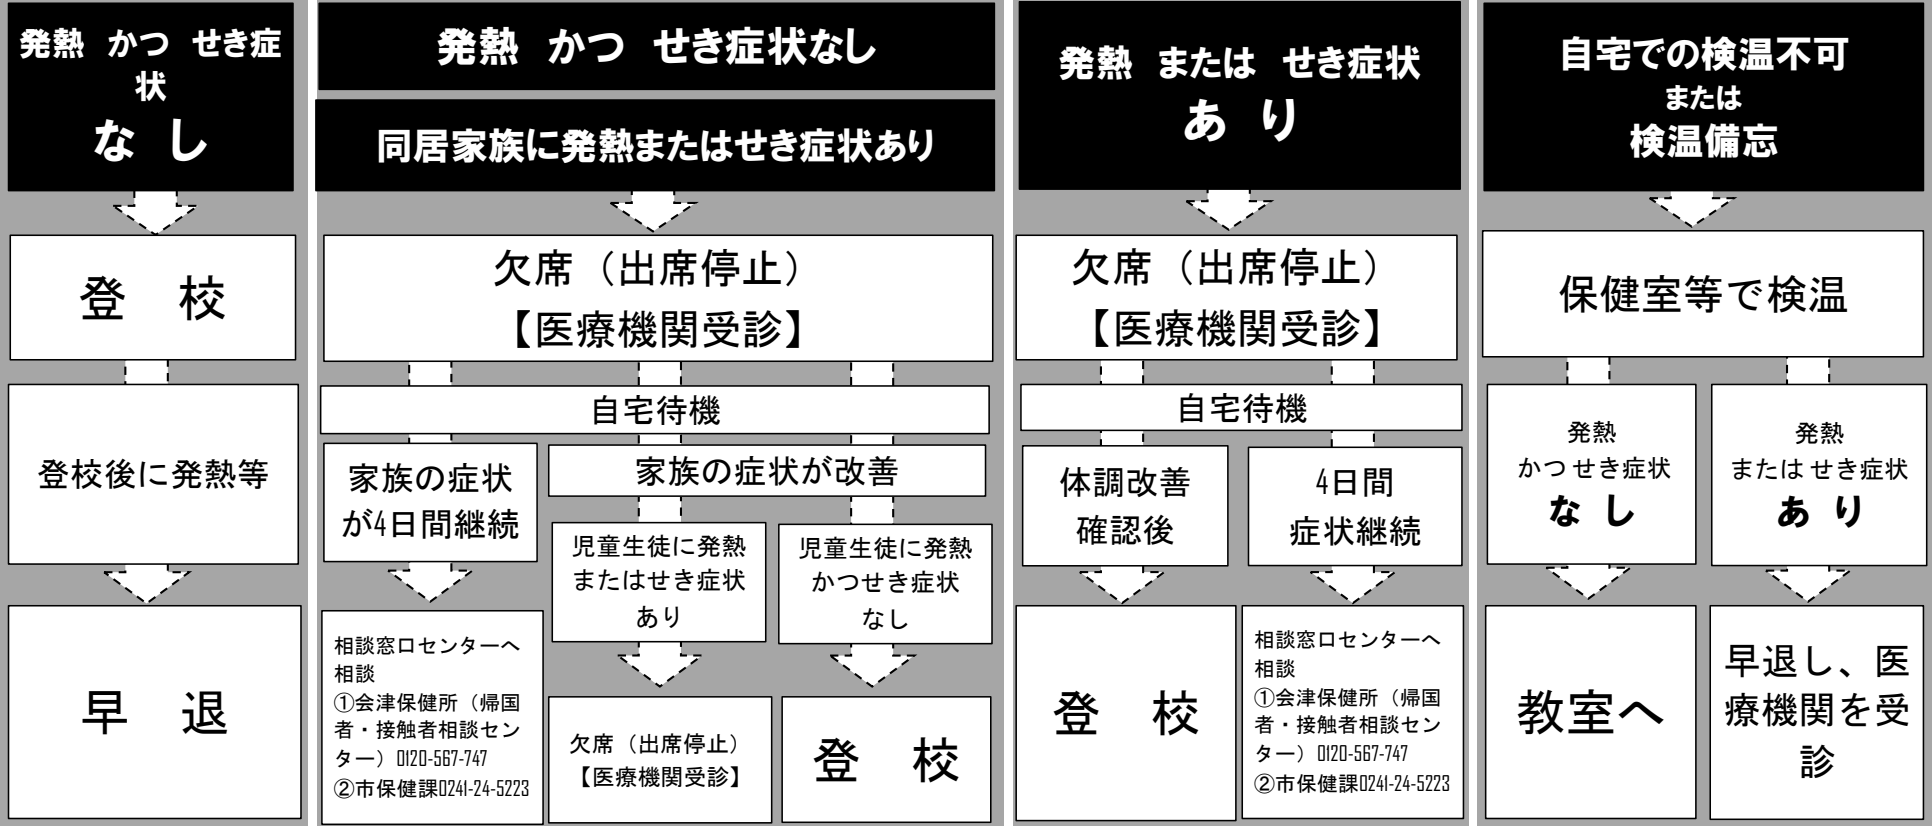 発熱 かつ せき症
状
な し
登 校
登校後に発熱等
早 退
発熱 かつ せき症状なし
同居家族に発熱またはせき症状あり
欠席（出席停止）
【医療機関受診】
自宅待機
家族の症状
が4日間継続
相談窓口センターへ
相談
①会津保健所（帰国
者・接触者相談セン
ター）0120-567-747
②市保健課0241-24-5223
家族の症状が改善
児童生徒に発熱
またはせき症状
あり
欠席（出席停止）
【医療機関受診】
児童生徒に発熱
かつせき症状
なし
登 校
発熱 または せき症状
あ り
欠席（出席停止）
【医療機関受診】
自宅待機
体調改善
確認後
登 校
4日間
症状継続
相談窓口センターへ
相談
①会津保健所（帰国
者・接触者相談セン
ター）0120-567-747
②市保健課0241-24-5223
自宅での検温不可
または
検温備忘
保健室等で検温
発熱
かつ せき症状
な し
教室へ
発熱
または せき症状
あ り
早退し、医
療機関を受
診